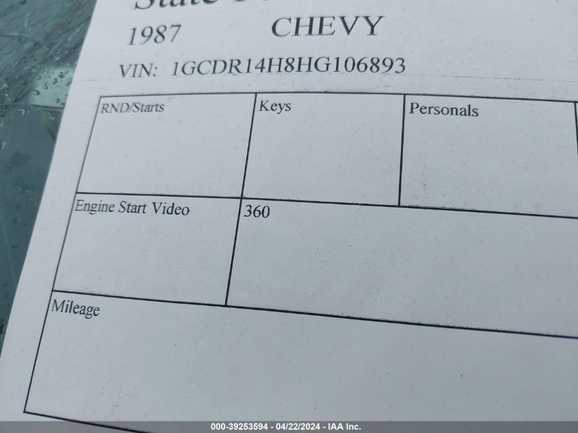 State
1987 CHEVY
VIN: 1GCDR14H8HG106893
RND/Starts Keys Personals
Engine Start Video 360
Mileage
000-39253594 - 04/22/2024 - IAA Inc.